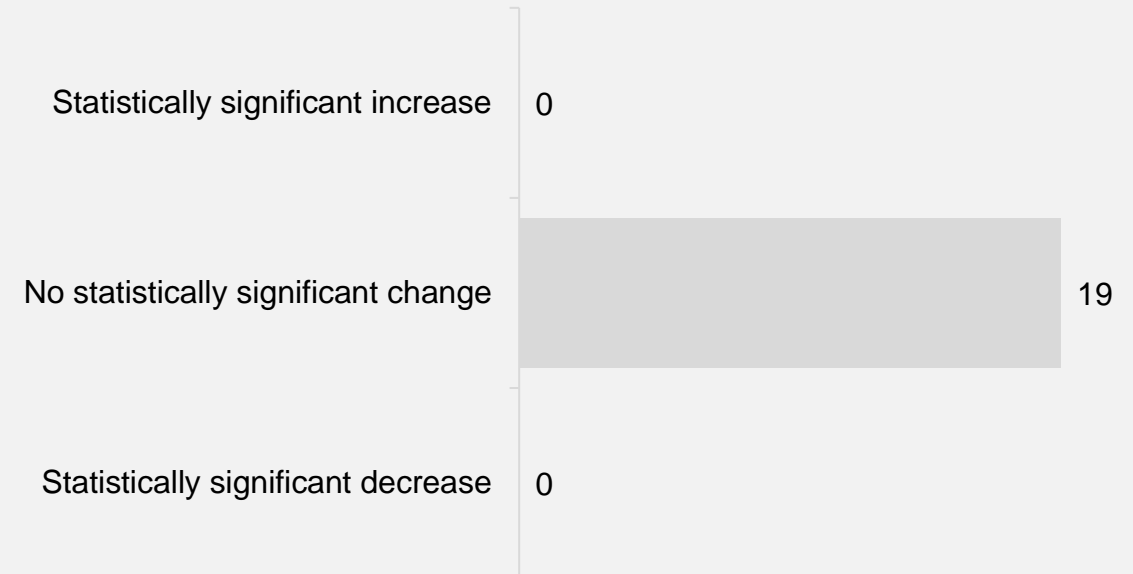 Statistically significant increase 0
No statistically significant change 19
Statistically significant decrease 0